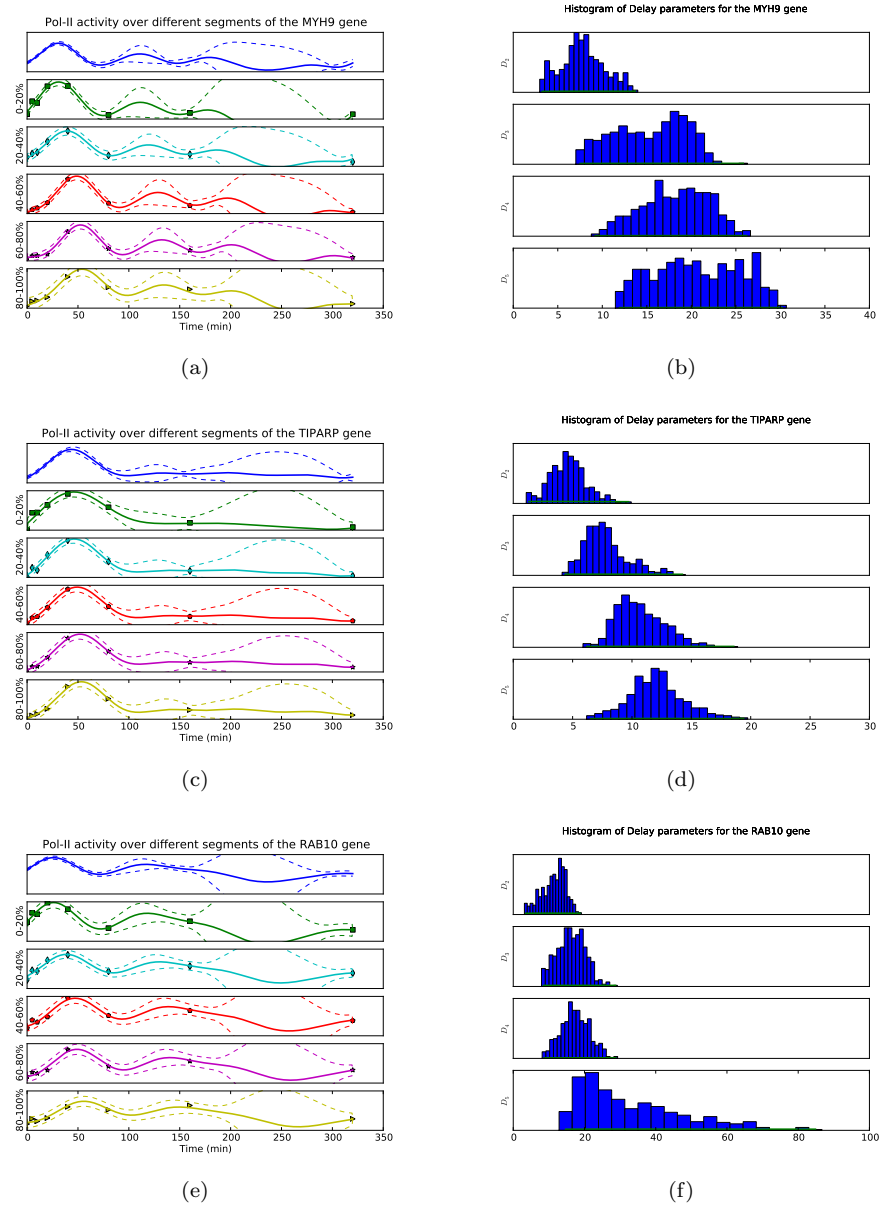 Pol-II activity over different segments of the MYH9 gene
0-20%
20-40%
40-60%
60-80%
80-100%
0 50 100 150 200 250 300 350
Time (min)
(a)
Histogram of Delay parameters for the MYH9 gene
D2
D3
D4
D5
0 5 10 15 20 25 30 35 40
(b)
Pol-II activity over different segments of the TIPARP gene
0-20%
20-40%
40-60%
60-80%
80-100%
0 50 100 150 200 250 300 350
Time (min)
(c)
Histogram of Delay parameters for the TIPARP gene
D2
D3
D4
D5
0 5 10 15 20 25 30
(d)
Pol-II activity over different segments of the RAB10 gene
0-20%
20-40%
40-60%
60-80%
80-100%
0 50 100 150 200 250 300 350
Time (min)
(e)
Histogram of Delay parameters for the RAB10 gene
D2
D3
D4
D5
0 20 40 60 80 100
(f)